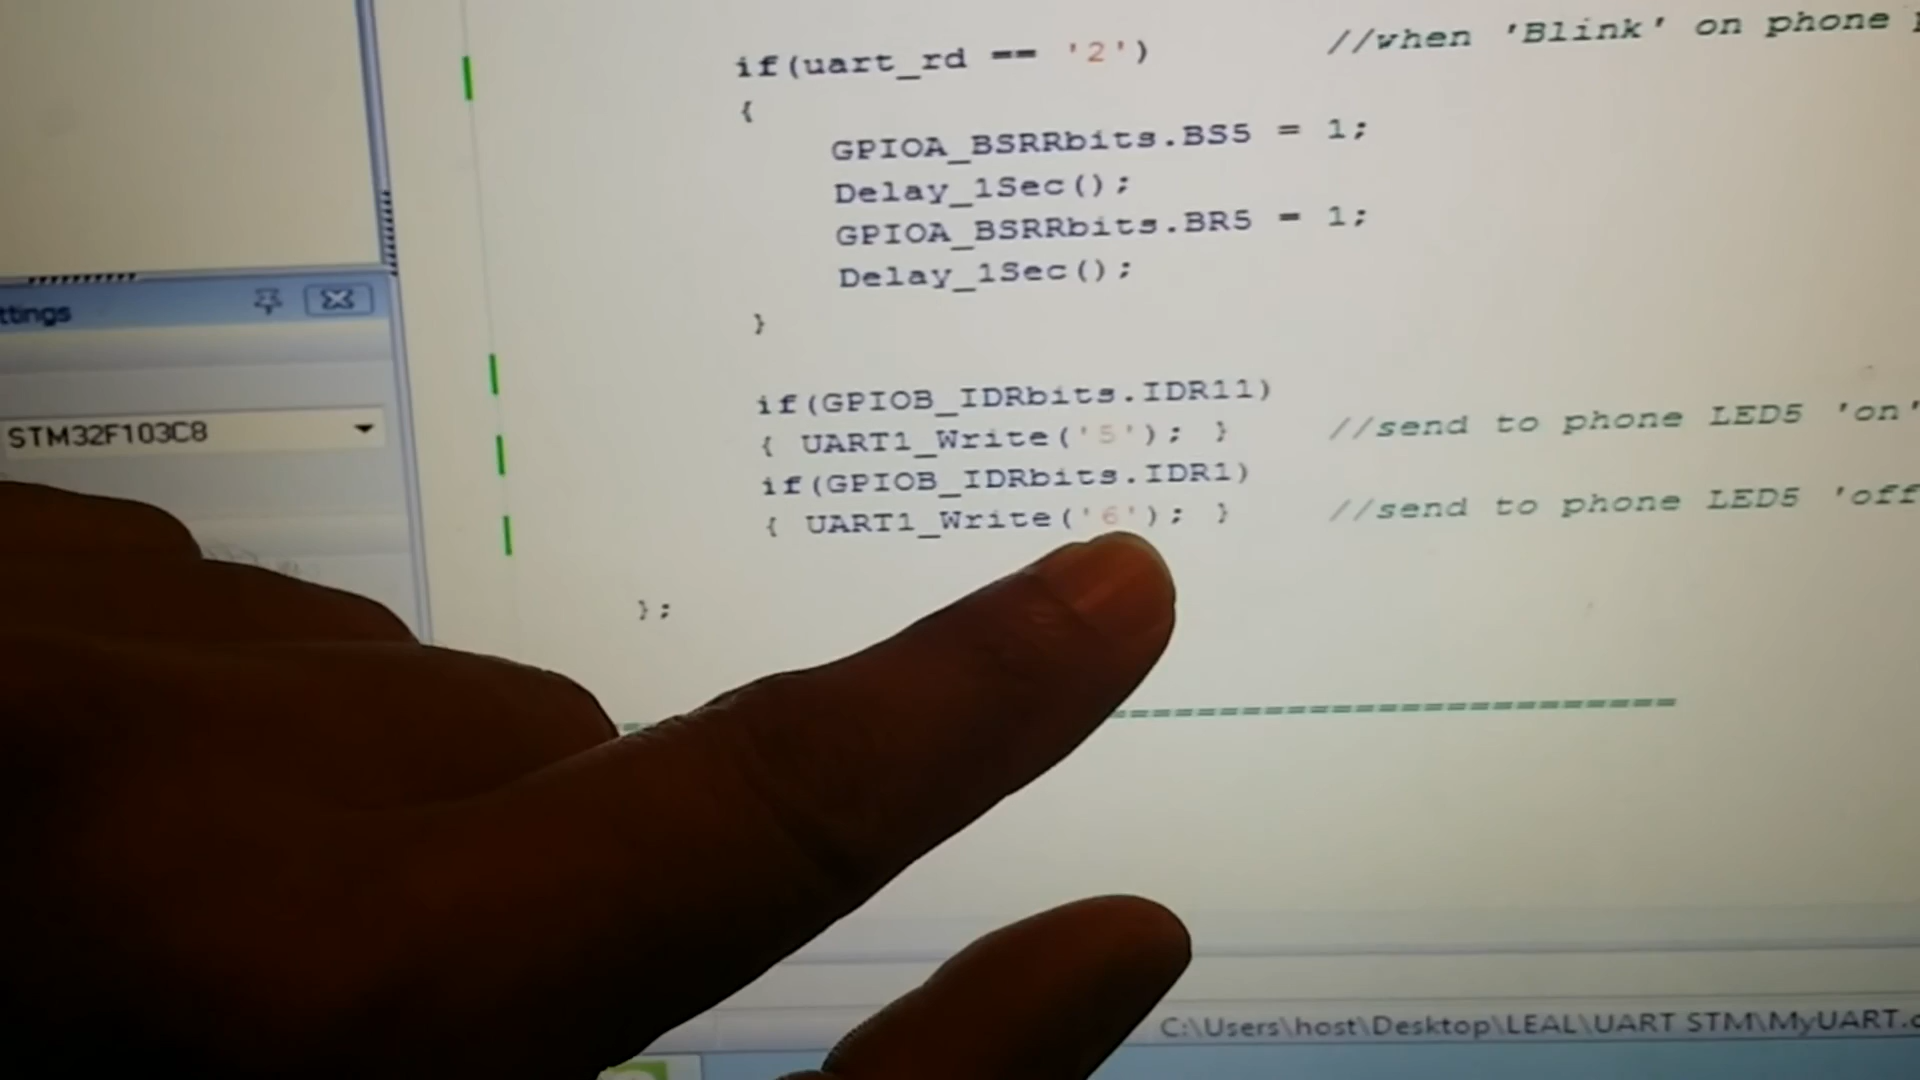 if(uart_rd == '2') //when 'Blink' on phone
{
GPIOA_BSRRbits.BS5 = 1;
Delay_1Sec();
GPIOA_BSRRbits.BR5 = 1;
Delay_1Sec();
}
ttings
if(GPIOB_IDRbits.IDR11)
STM32F103C8
{ UART1_Write('5'); } //send to phone LED5 'on'
if(GPIOB_IDRbits.IDR1)
{ UART1_Write('6'); } //send to phone LED5 'off
};
C:\Users\host\Desktop\LEAL\UART STM\MyUART.c